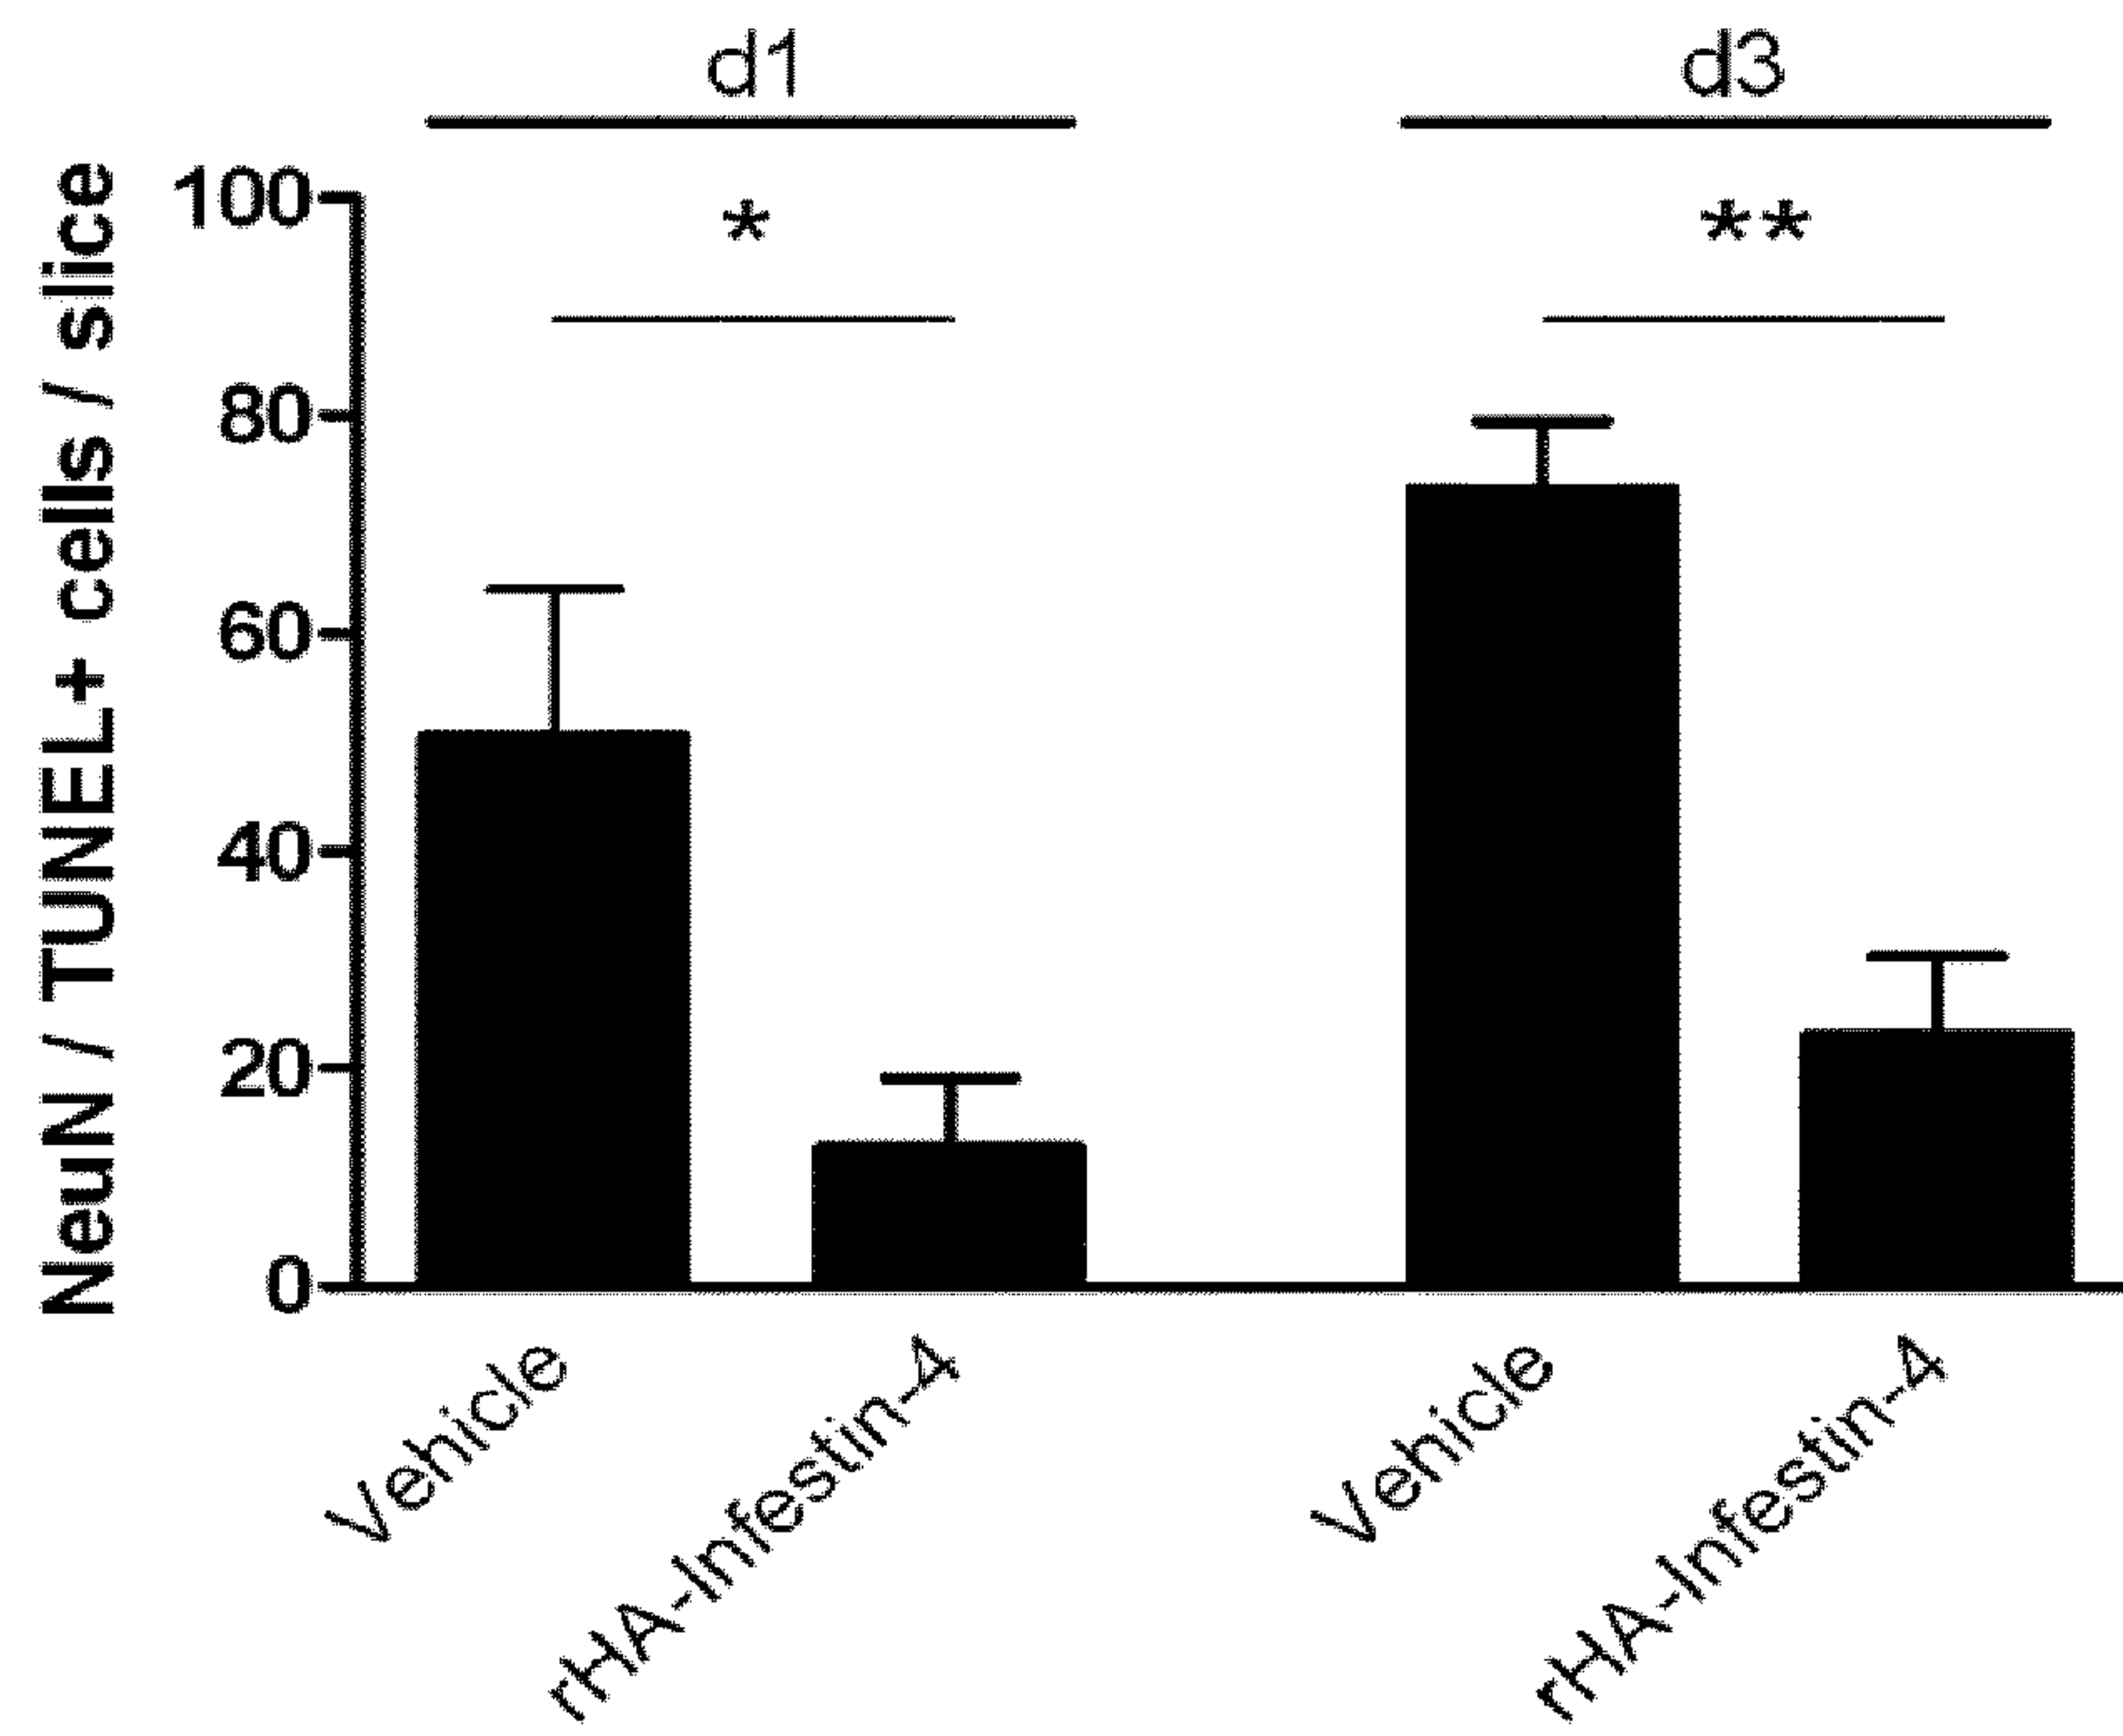 d1
d3
*
**
NeuN / TUNEL+ cells / slice
100
80
60
40
20
0
Vehicle
rHA-Infestin-4
Vehicle
rHA-Infestin-4